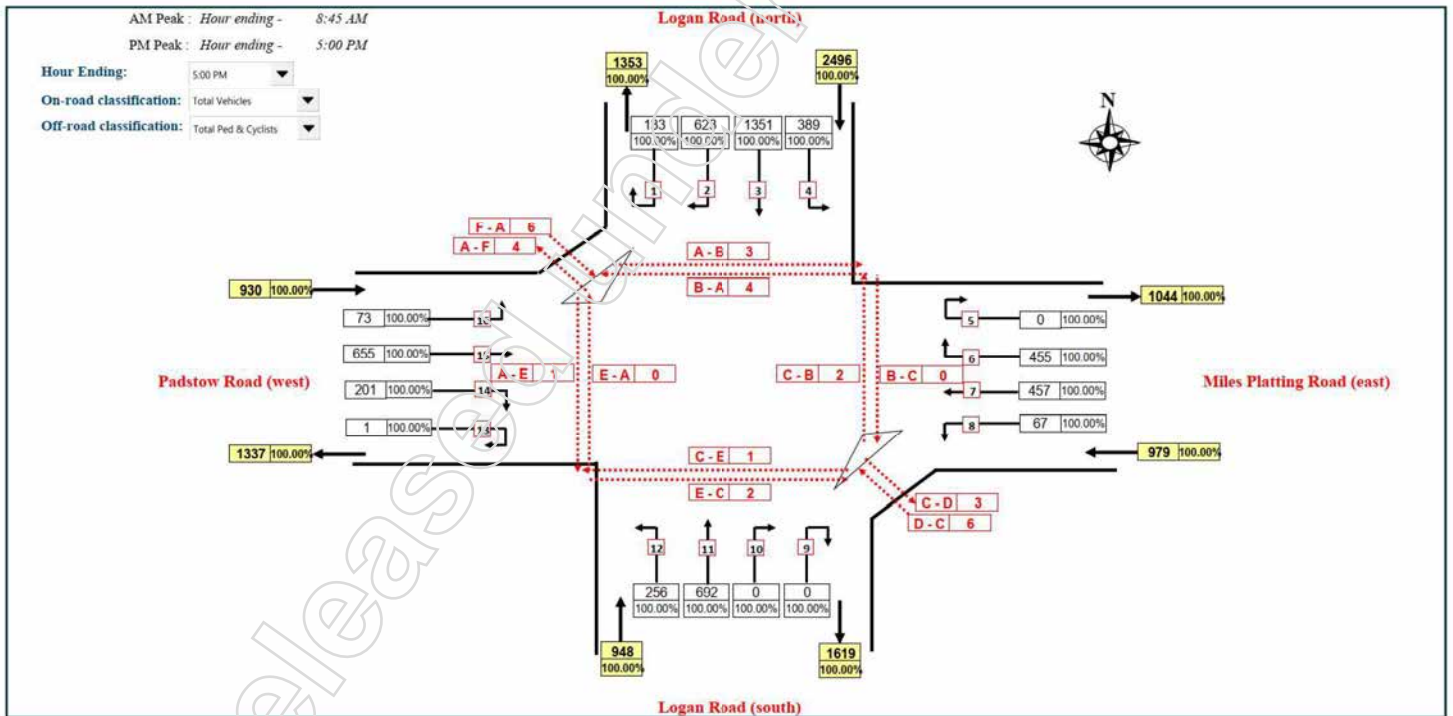 AM Peak : Hour ending - 8:45 AM
PM Peak : Hour ending - 5:00 PM
Hour Ending: 5:00 PM
On-road classification: Total Vehicles
Off-road classification: Total Ped & Cyclists
Logan Road (north)
1353
100.00%
2496
100.00%
N
133 623 1351 389
100.00% 100.00% 100.00% 100.00%
1 2 3 4
F - A 6
A - F 4
A - B 3
B - A 4
930 100.00%
1044 100.00%
73 100.00% 16
5 0 100.00%
655 100.00% 15
6 455 100.00%
A - E 1
E - A 0
C - B 2
B - C 0
Padstow Road (west)
Miles Platting Road (east)
201 100.00% 14
7 457 100.00%
1 100.00% 13
8 67 100.00%
1337 100.00%
979 100.00%
C - E 1
E - C 2
C - D 3
D - C 6
12 11 10 9
256 692 0 0
100.00% 100.00% 100.00% 100.00%
948
100.00%
1619
100.00%
Logan Road (south)
eleased under